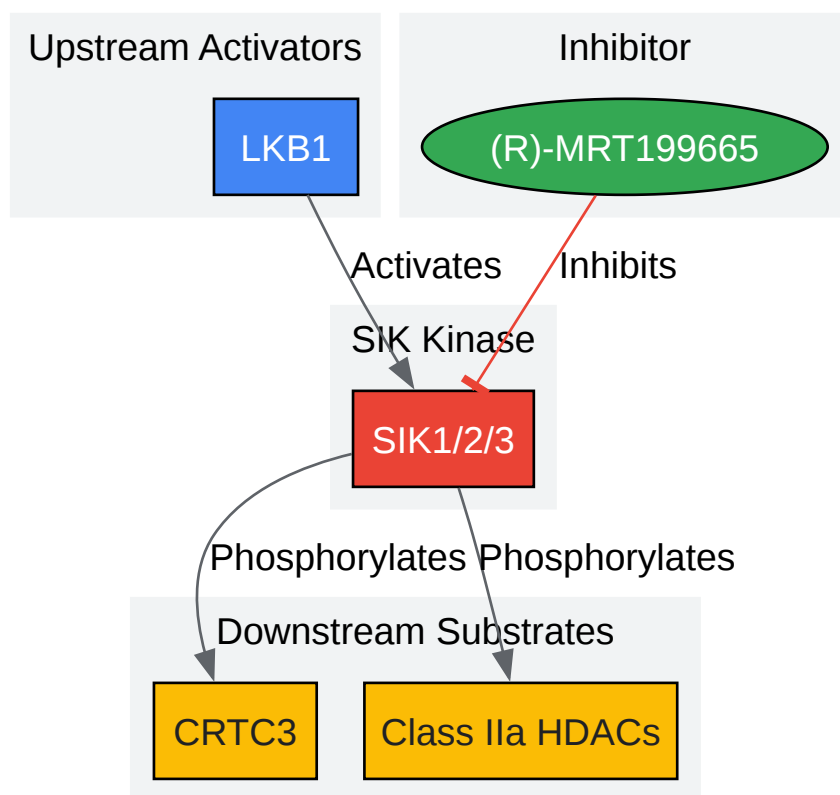 Upstream Activators
Inhibitor
LKB1
(R)-MRT199665
Activates
Inhibits
SIK Kinase
SIK1/2/3
Phosphorylates
Phosphorylates
Downstream Substrates
CRTC3
Class IIa HDACs